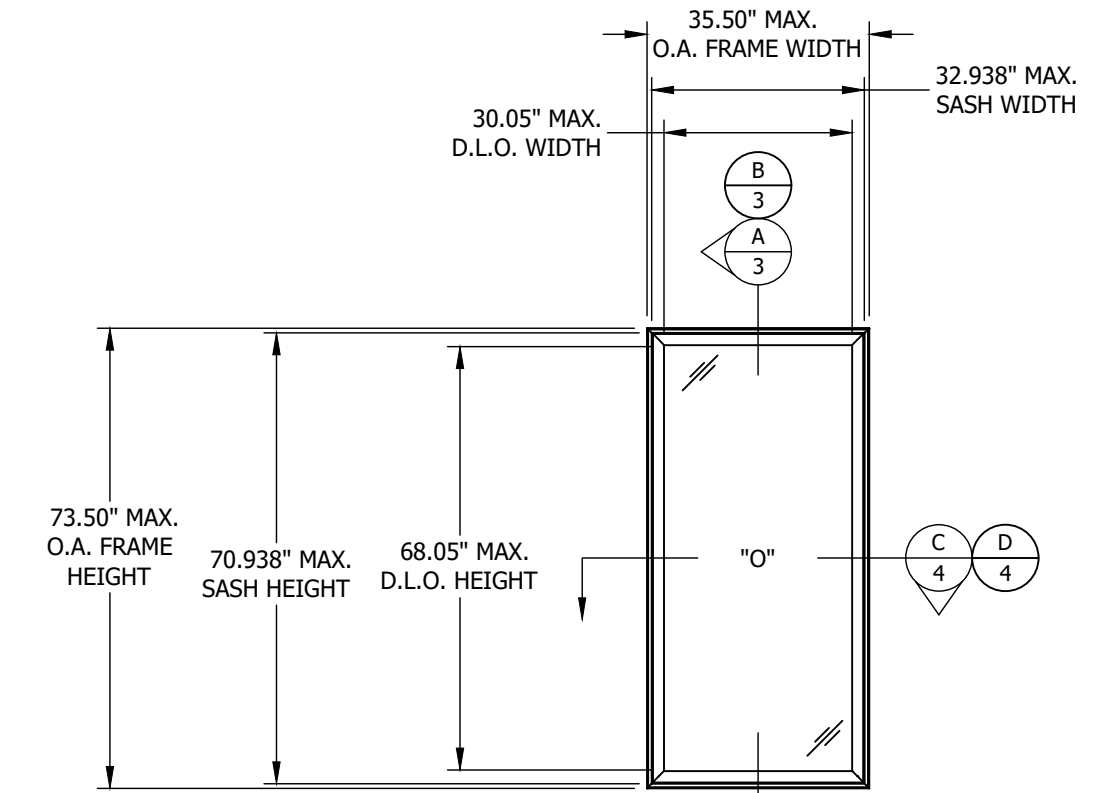 35.50" MAX.
O.A. FRAME WIDTH
32.938" MAX.
SASH WIDTH
30.05" MAX.
D.L.O. WIDTH
B
3
A
3
73.50" MAX.
O.A. FRAME
HEIGHT
70.938" MAX.
SASH HEIGHT
68.05" MAX.
D.L.O. HEIGHT
"O"
C
4
D
4